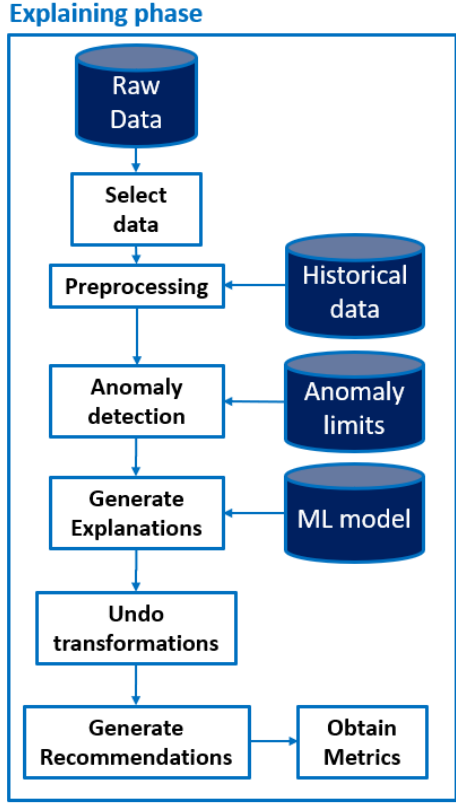 Explaining phase
Raw
Data
Select
data
Preprocessing
Historical
data
Anomaly
detection
Anomaly
limits
Generate
Explanations
ML model
Undo
transformations
Generate
Recommendations
Obtain
Metrics